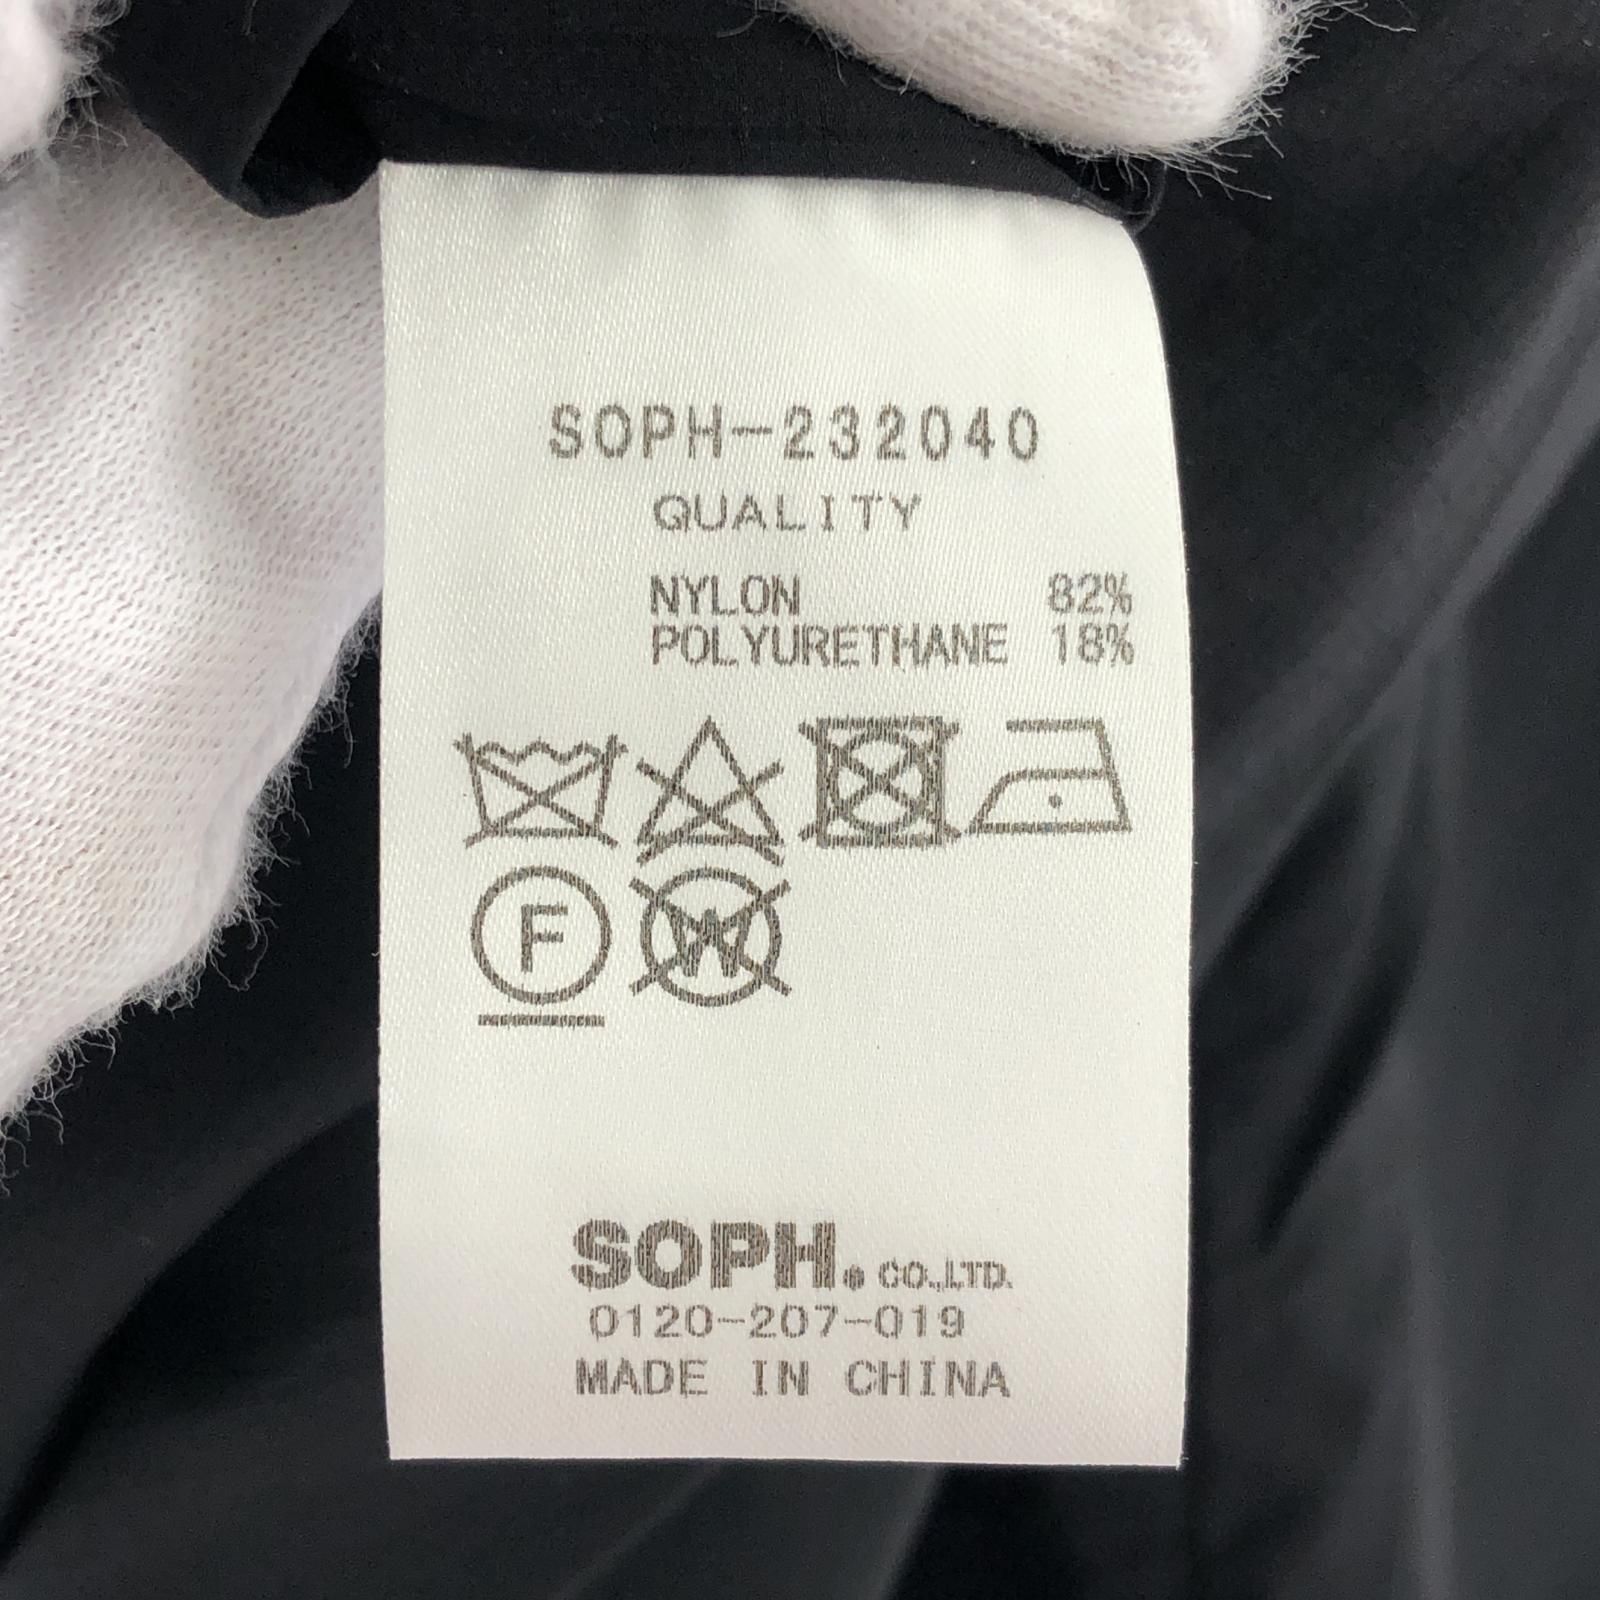 SOPH-232040
QUALITY
NYLON 82%
POLYURETHANE 18%
F W
SOPH. CO.,LTD.
0120-207-019
MADE IN CHINA